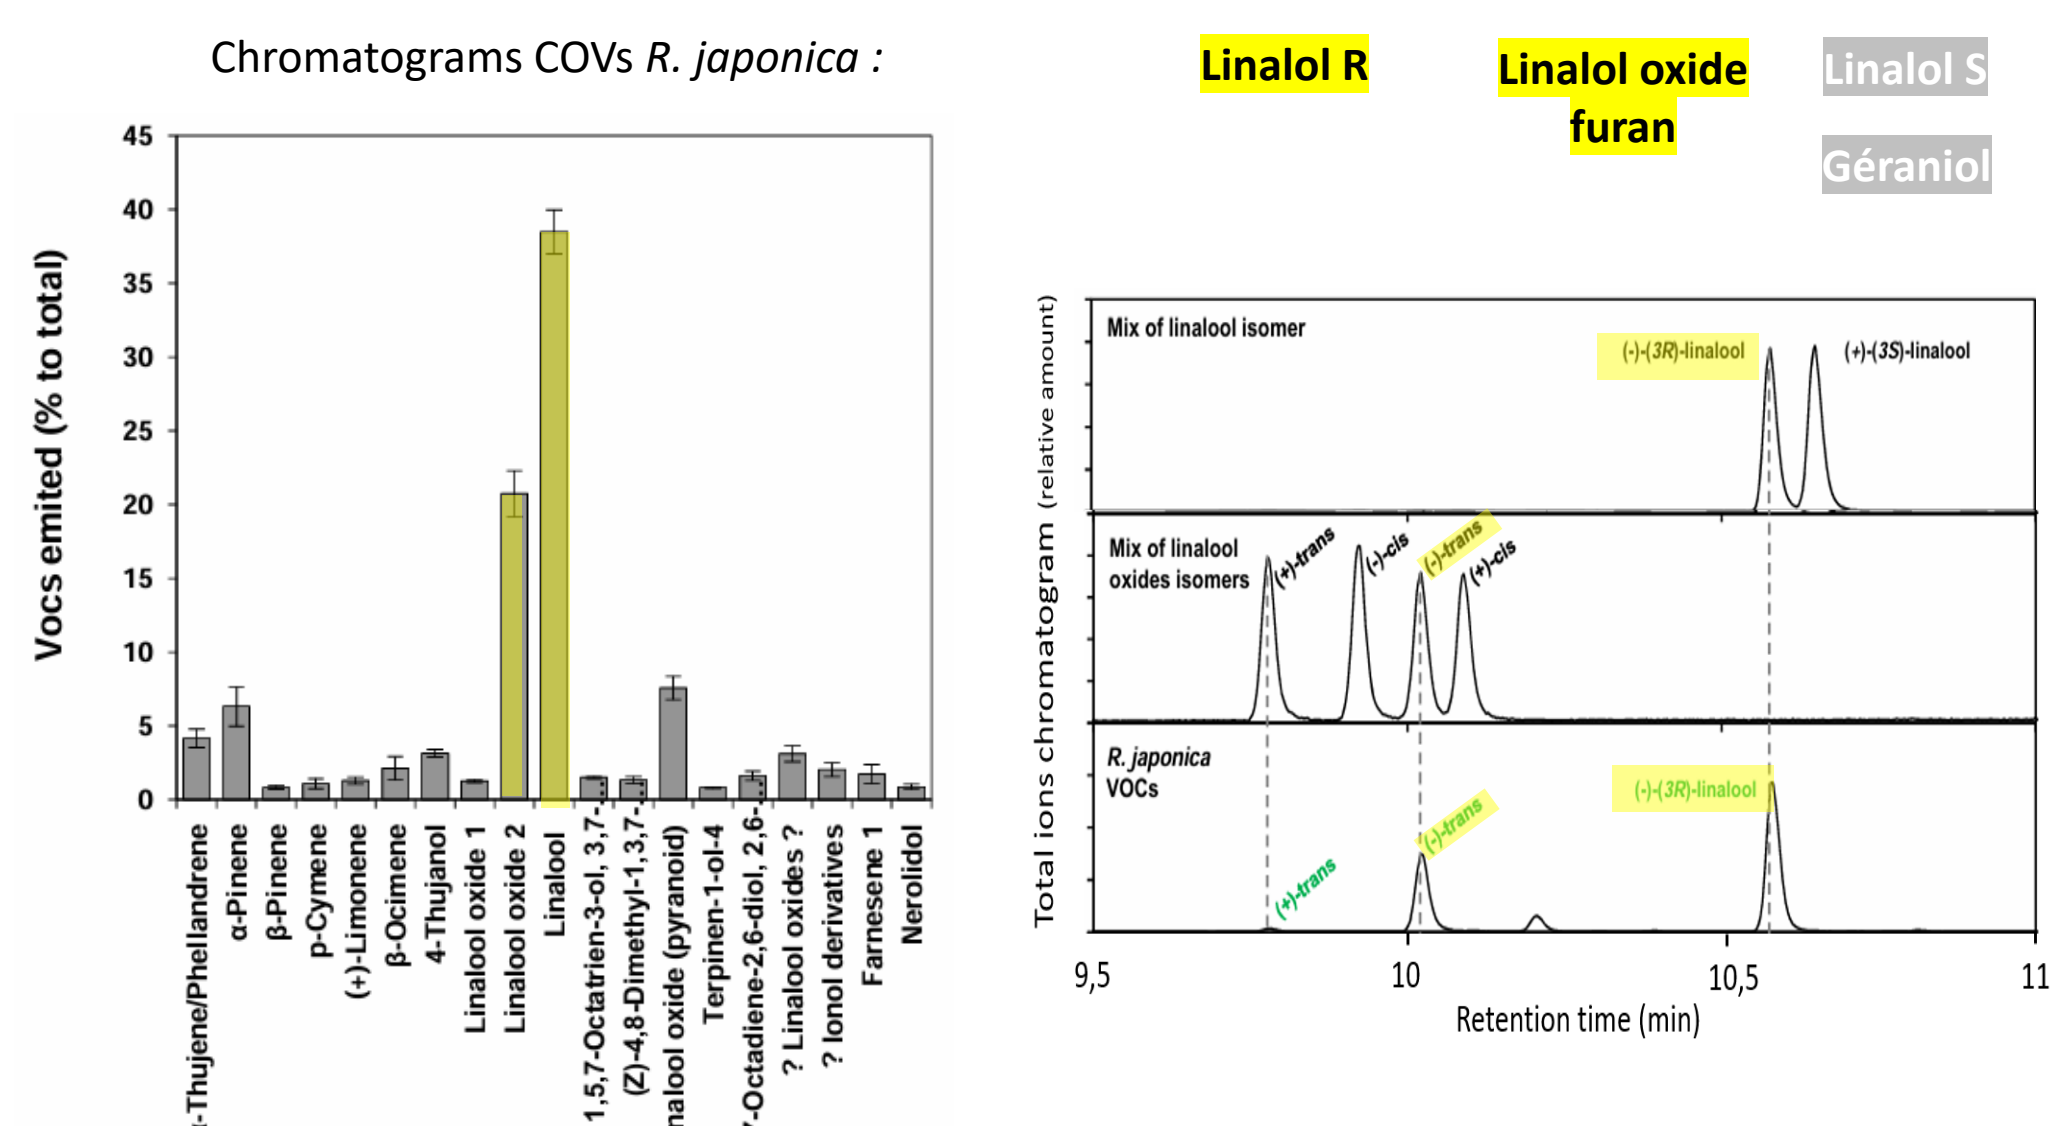 Chromatograms COVs R. japonica :
Linalol R
Linalol oxide
furan
Linalol S
Géraniol
Vocs emited (% to total)
45
40
35
30
25
20
15
10
5
0
-Thujene/Phellandrene
α-Pinene
β-Pinene
p-Cymene
(+)-Limonene
β-Ocimene
4-Thujanol
Linalool oxide 1
Linalool oxide 2
Linalool
1,5,7-Octatrien-3-ol, 3,7-...
(Z)-4,8-Dimethyl-1,3,7-...
nalool oxide (pyranoid)
Terpinen-1-ol-4
7-Octadiene-2,6-diol, 2,6-...
? Linalool oxides ?
? Ionol derivatives
Farnesene 1
Nerolidol
Total ions chromatogram (relative amount)
Mix of linalool isomer
(-)-(3R)-linalool
(+)-(3S)-linalool
Mix of linalool
oxides isomers
(+)-trans
(-)-cis
(-)-trans
(+)-cis
R. japonica
VOCs
(+)-trans
(-)-trans
(-)-(3R)-linalool
9,5
10
10,5
11
Retention time (min)